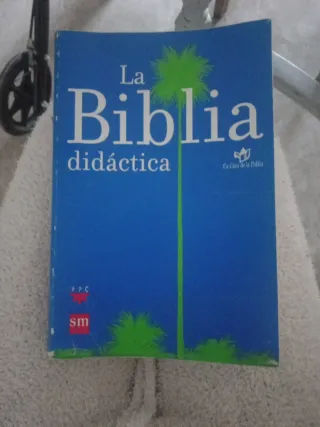 La
Biblia
didáctica
La Casa de la Biblia
PPC
sm